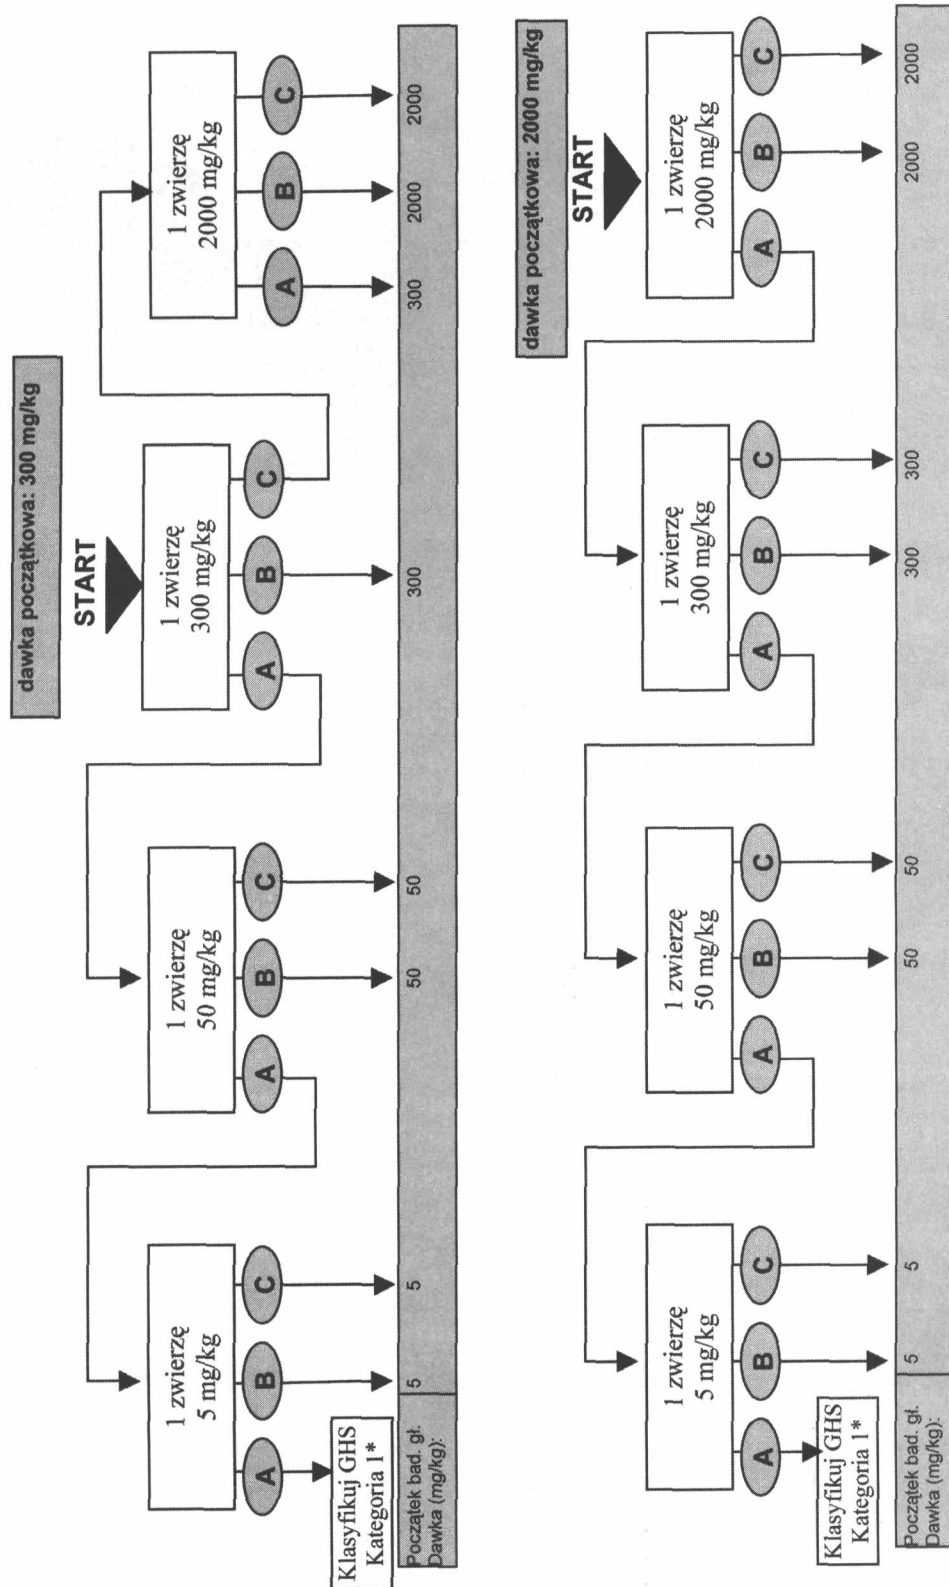 dawka początkowa: 300 mg/kg
START
1 zwierzę
5 mg/kg
1 zwierzę
50 mg/kg
1 zwierzę
300 mg/kg
1 zwierzę
2000 mg/kg
A
B
C
A
B
C
A
B
C
A
B
C
Klasyfikuj GHS
Kategoria 1*
Początek bad. gł.
Dawka (mg/kg):
5
5
50
50
300
300
2000
2000
dawka początkowa: 2000 mg/kg
START
1 zwierzę
5 mg/kg
1 zwierzę
50 mg/kg
1 zwierzę
300 mg/kg
1 zwierzę
2000 mg/kg
A
B
C
A
B
C
A
B
C
A
B
C
Klasyfikuj GHS
Kategoria 1*
Początek bad. gł.
Dawka (mg/kg):
5
5
50
50
300
300
2000
2000